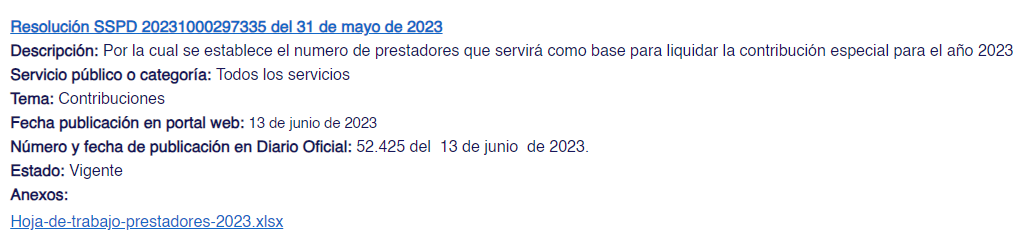 Resolución SSPD 20231000297335 del 31 de mayo de 2023
Descripción: Por la cual se establece el numero de prestadores que servirá como base para liquidar la contribución especial para el año 2023
Servicio público o categoría: Todos los servicios
Tema: Contribuciones
Fecha publicación en portal web: 13 de junio de 2023
Número y fecha de publicación en Diario Oficial: 52.425 del  13 de junio  de 2023.
Estado: Vigente
Anexos:
Hoja-de-trabajo-prestadores-2023.xlsx